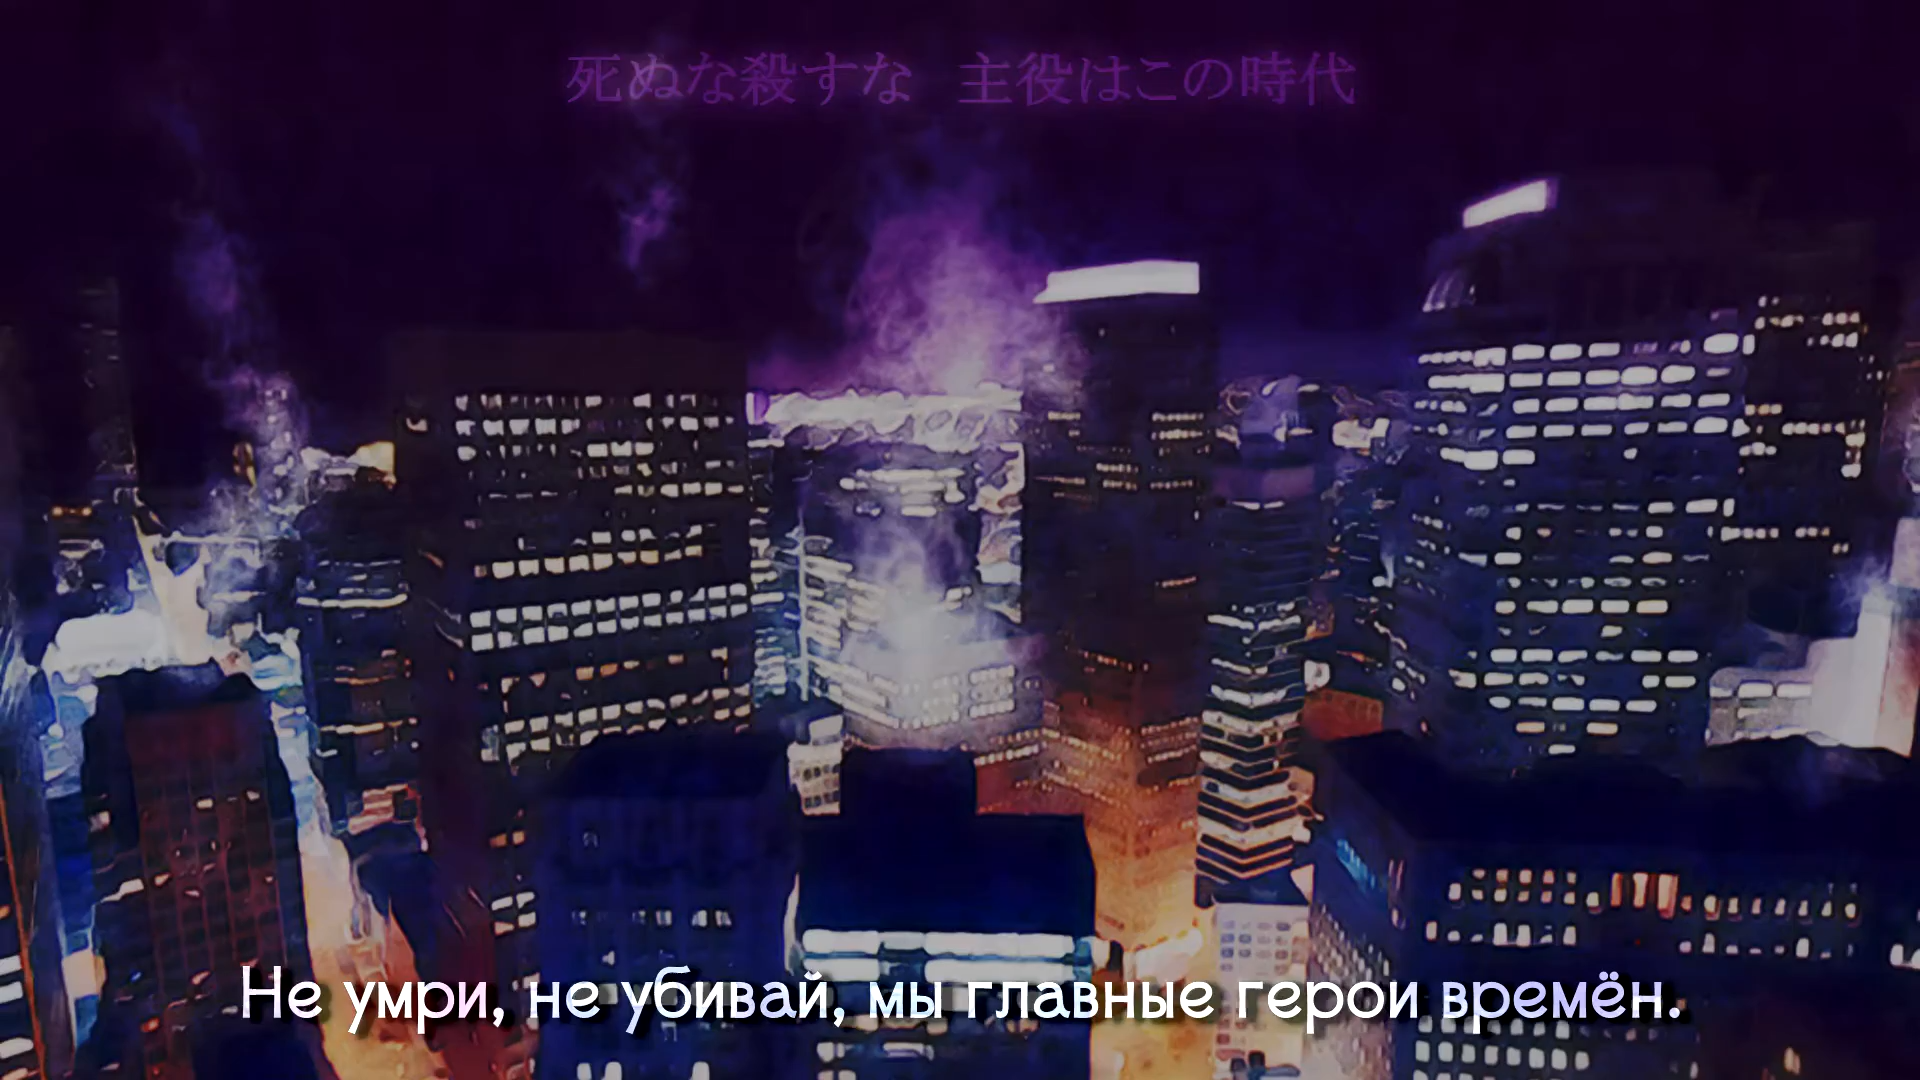 死ぬな殺すな 主役はこの時代
Не умри, не убивай, мы главные герои времён.